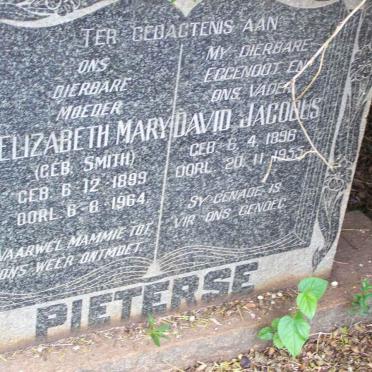 TER GEDAGTENIS AAN
ONS
DIERBARE
MOEDER
ELIZABETH MARY
(GEB. SMITH)
GEB. 6-12-1899
OORL. 6-8-1964
VAARWEL MAMMIE TOT
ONS WEER ONTMOET.
MY DIERBARE
EGGENOOT EN
ONS VADER
DAVID JACOBUS
GEB. 6.4.1896
OORL. 20.11.1955
SY GENADE IS
VIR ONS GENOEG
PIETERSE